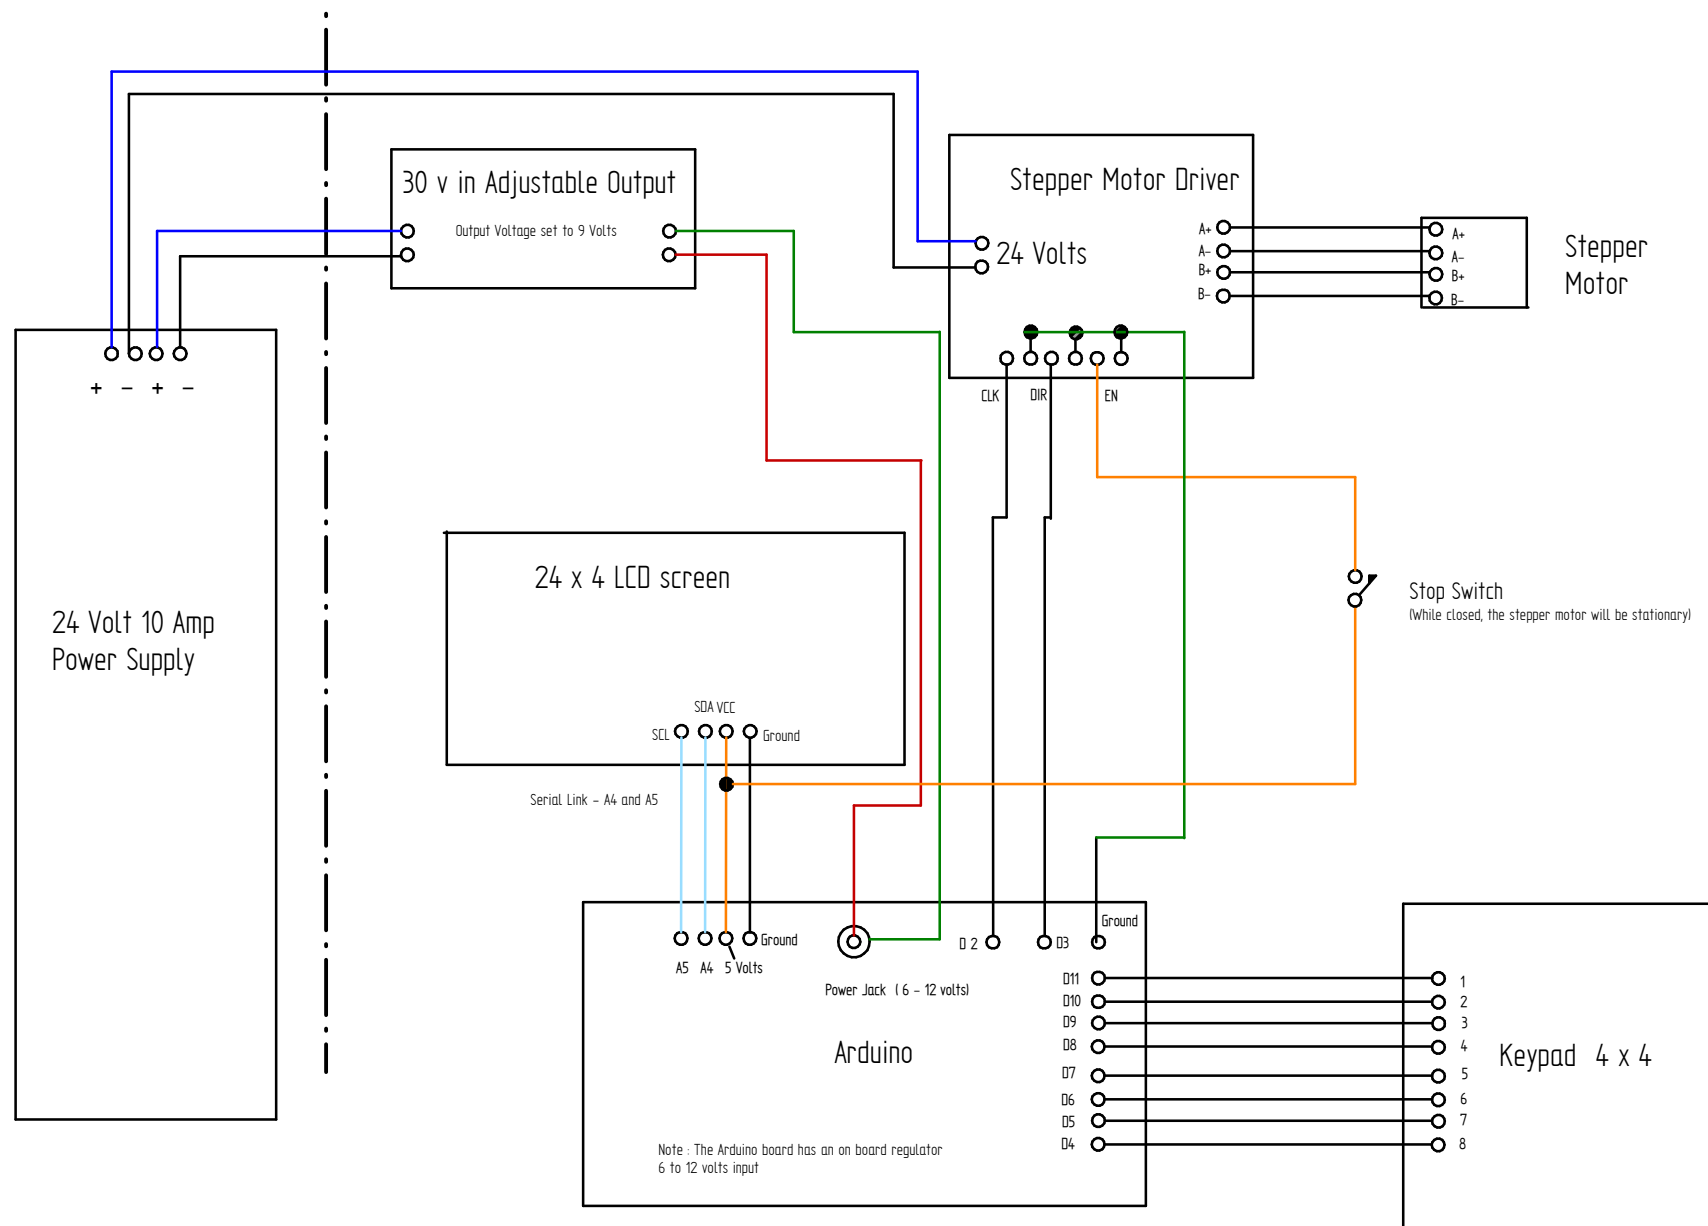 30 v in Adjustable Output
Output Voltage set to 9 Volts
Stepper Motor Driver
24 Volts
A+
A-
B+
B-
A+
A-
B+
B-
Stepper
Motor
+ - + -
CLK
DIR
EN
24 x 4 LCD screen
Stop Switch
(While closed, the stepper motor will be stationary)
24 Volt 10 Amp
Power Supply
SCL
SDA
VCC
Ground
Serial Link - A4 and A5
A5
A4
5 Volts
Ground
Power Jack ( 6 - 12 volts)
D 2
D3
Ground
D11
D10
D9
D8
D7
D6
D5
D4
Arduino
Note : The Arduino board has an on board regulator
6 to 12 volts input
1
2
3
4
5
6
7
8
Keypad 4 x 4